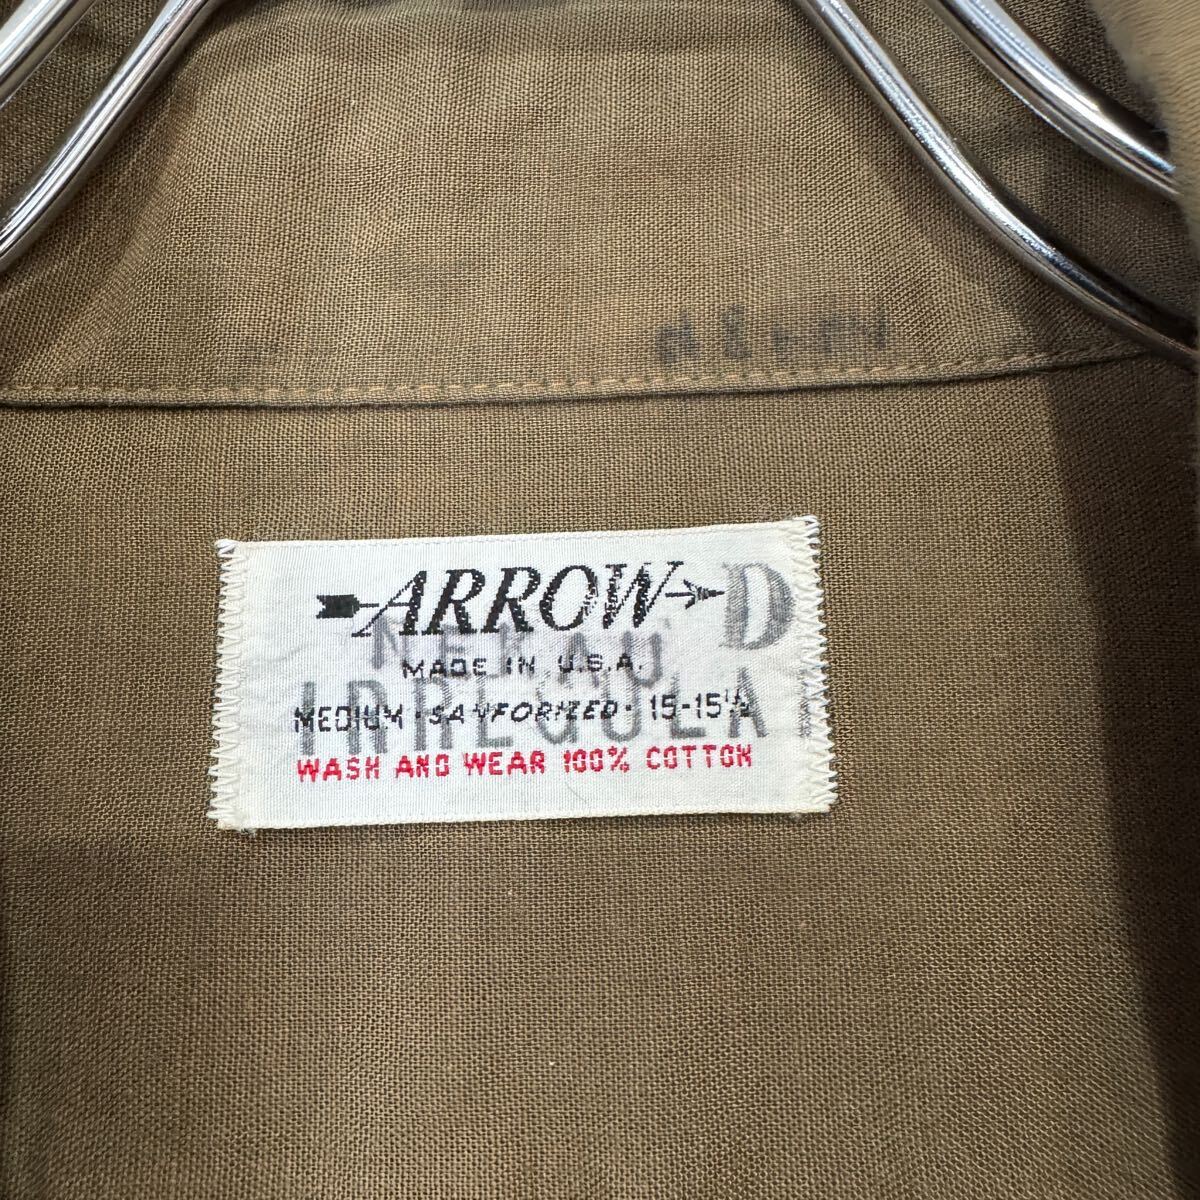 ARROW D
MADE IN U.S.A.
MEDIUM · SANFORIZED · 15-15½
IRREGULAR
WASH AND WEAR 100% COTTON